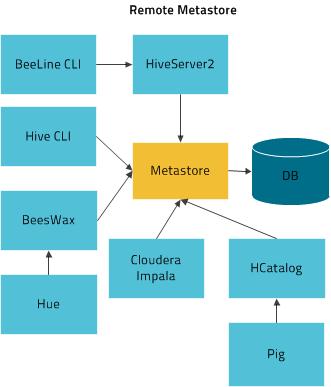 Remote Metastore
BeeLine CLI
HiveServer2
Hive CLI
Metastore
DB
BeesWax
Cloudera
Impala
HCatalog
Hue
Pig